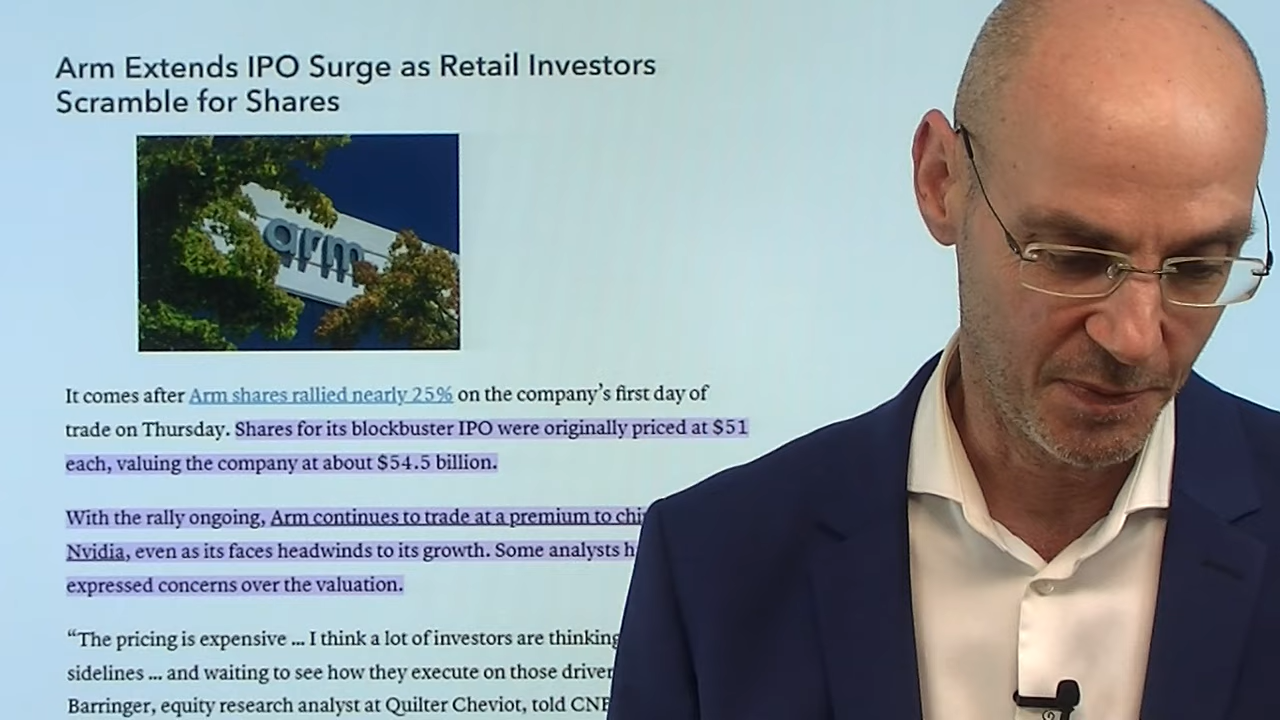 Arm Extends IPO Surge as Retail Investors
Scramble for Shares
arm
It comes after Arm shares rallied nearly 25% on the company's first day of
trade on Thursday. Shares for its blockbuster IPO were originally priced at $51
each, valuing the company at about $54.5 billion.
With the rally ongoing, Arm continues to trade at a premium to
Nvidia, even as its faces headwinds to its growth. Some analysts
expressed concerns over the valuation.
“The pricing is expensive ... I think a lot of investors are thinking
sidelines ... and waiting to see how they execute on those
Barringer, equity research analyst at Quilter Cheviot, told